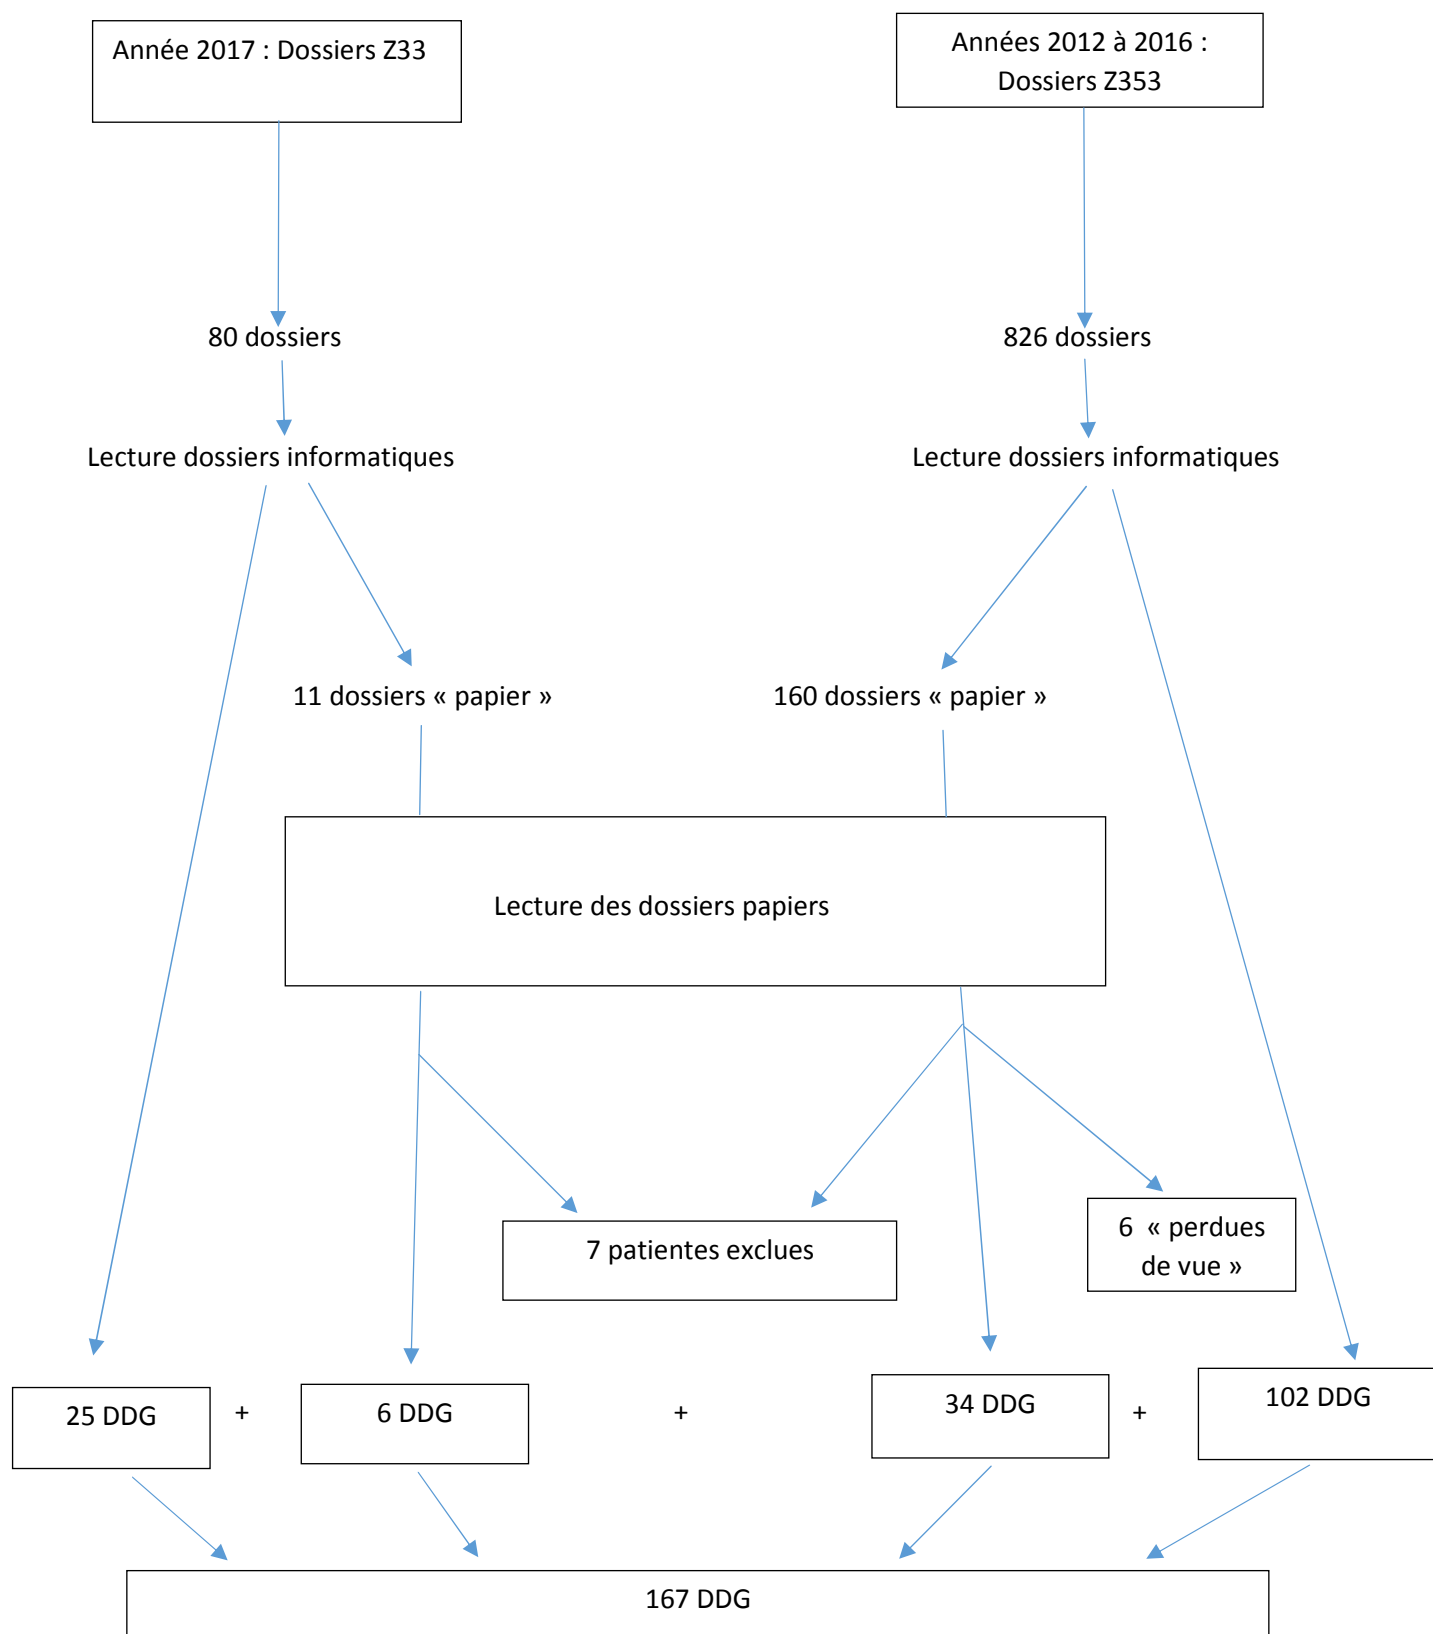 Année 2017 : Dossiers Z33
Années 2012 à 2016 :
Dossiers Z353
80 dossiers
826 dossiers
Lecture dossiers informatiques
Lecture dossiers informatiques
11 dossiers « papier »
160 dossiers « papier »
Lecture des dossiers papiers
7 patientes exclues
6 « perdues
de vue »
25 DDG
+
6 DDG
+
34 DDG
+
102 DDG
167 DDG